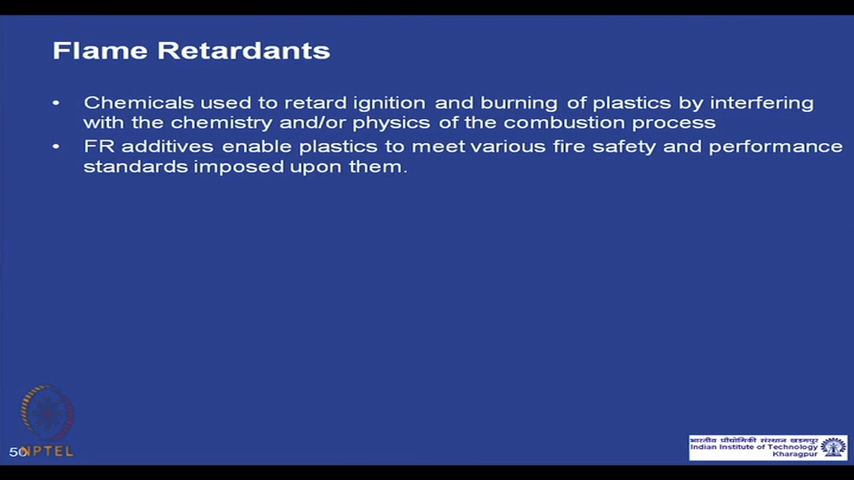 Flame Retardants
• Chemicals used to retard ignition and burning of plastics by interfering
with the chemistry and/or physics of the combustion process
• FR additives enable plastics to meet various fire safety and performance
standards imposed upon them.
50
NPTEL
भारतीय प्रौद्योगिकी संस्थान खड़गपुर
Indian Institute of Technology
Kharagpur